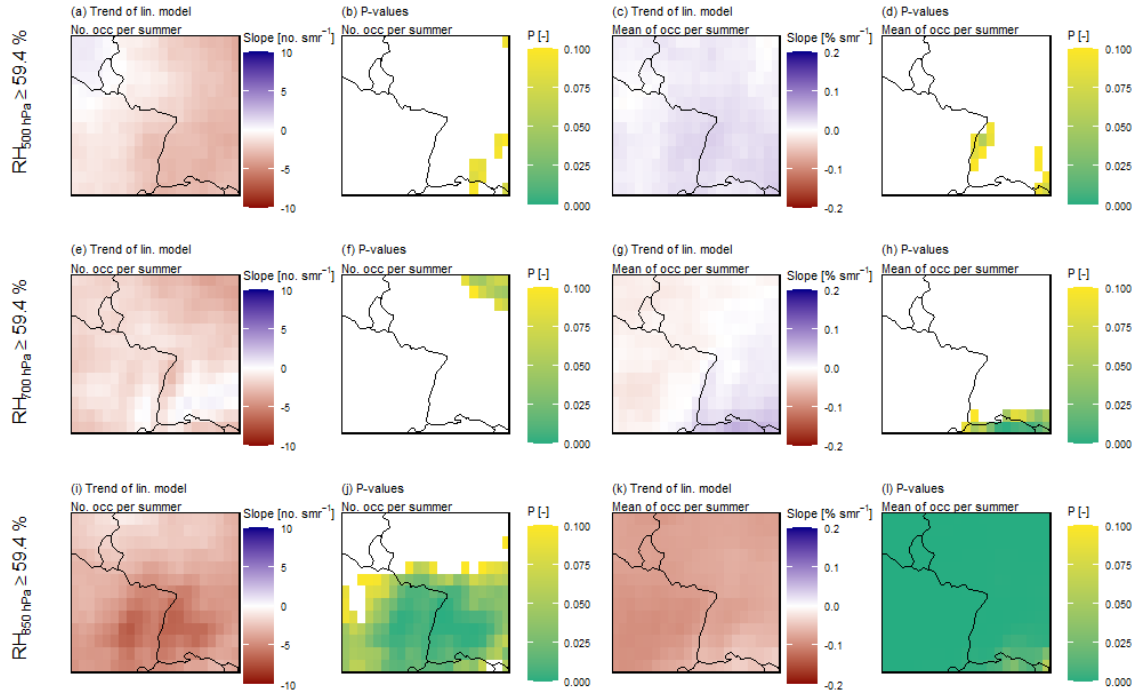 RH500 hPa ≥ 59.4 %
(a) Trend of lin. model
No. occ per summer
Slope [no. smr−1]
10
5
0
-5
-10
(b) P-values
No. occ per summer
P [-]
0.100
0.075
0.050
0.025
0.000
(c) Trend of lin. model
Mean of occ per summer
Slope [% smr−1]
0.2
0.1
0.0
-0.1
-0.2
(d) P-values
Mean of occ per summer
P [-]
0.100
0.075
0.050
0.025
0.000
RH700 hPa ≥ 59.4 %
(e) Trend of lin. model
No. occ per summer
Slope [no. smr−1]
10
5
0
-5
-10
(f) P-values
No. occ per summer
P [-]
0.100
0.075
0.050
0.025
0.000
(g) Trend of lin. model
Mean of occ per summer
Slope [% smr−1]
0.2
0.1
0.0
-0.1
-0.2
(h) P-values
Mean of occ per summer
P [-]
0.100
0.075
0.050
0.025
0.000
RH850 hPa ≥ 59.4 %
(i) Trend of lin. model
No. occ per summer
Slope [no. smr−1]
10
5
0
-5
-10
(j) P-values
No. occ per summer
P [-]
0.100
0.075
0.050
0.025
0.000
(k) Trend of lin. model
Mean of occ per summer
Slope [% smr−1]
0.2
0.1
0.0
-0.1
-0.2
(l) P-values
Mean of occ per summer
P [-]
0.100
0.075
0.050
0.025
0.000